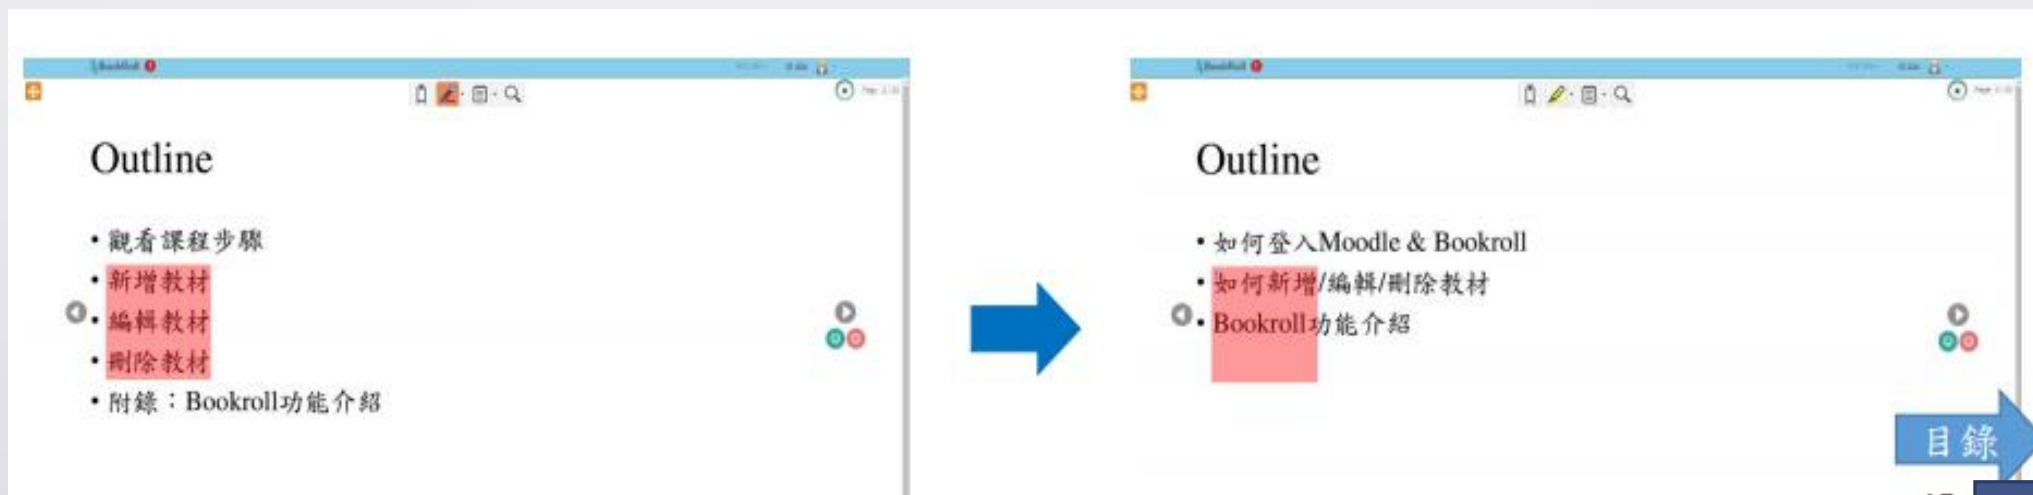 BookRoll
Outline
• 觀看課程步驟
• 新增教材
• 編輯教材
• 刪除教材
• 附錄：Bookroll功能介紹
BookRoll
Outline
• 如何登入Moodle & Bookroll
• 如何新增/編輯/刪除教材
• Bookroll功能介紹
目錄